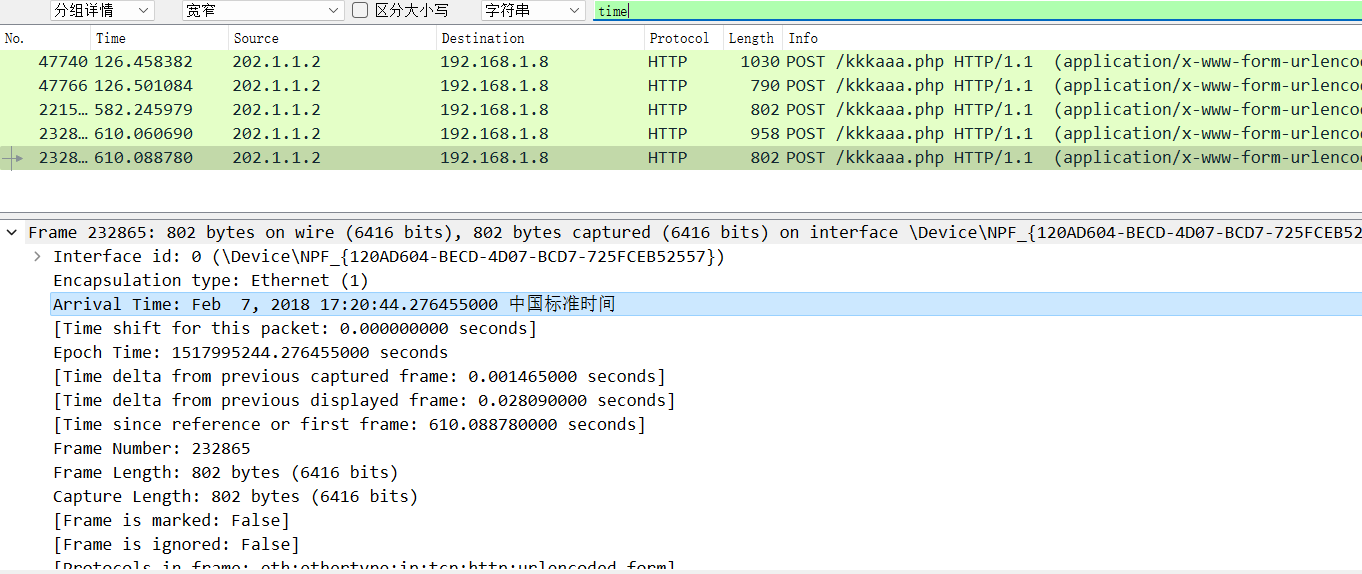 分组详情 宽窄 区分大小写 字符串 time
No. Time Source Destination Protocol Length Info
47740 126.458382 202.1.1.2 192.168.1.8 HTTP 1030 POST /kkkaaa.php HTTP/1.1 (application/x-www-form-urlenco
47766 126.501084 202.1.1.2 192.168.1.8 HTTP 790 POST /kkkaaa.php HTTP/1.1 (application/x-www-form-urlenco
2215… 582.245979 202.1.1.2 192.168.1.8 HTTP 802 POST /kkkaaa.php HTTP/1.1 (application/x-www-form-urlenco
2328… 610.060690 202.1.1.2 192.168.1.8 HTTP 958 POST /kkkaaa.php HTTP/1.1 (application/x-www-form-urlenco
2328… 610.088780 202.1.1.2 192.168.1.8 HTTP 802 POST /kkkaaa.php HTTP/1.1 (application/x-www-form-urlenco
Frame 232865: 802 bytes on wire (6416 bits), 802 bytes captured (6416 bits) on interface \Device\NPF_{120AD604-BECD-4D07-BCD7-725FCEB52
Interface id: 0 (\Device\NPF_{120AD604-BECD-4D07-BCD7-725FCEB52557})
Encapsulation type: Ethernet (1)
Arrival Time: Feb  7, 2018 17:20:44.276455000 中国标准时间
[Time shift for this packet: 0.000000000 seconds]
Epoch Time: 1517995244.276455000 seconds
[Time delta from previous captured frame: 0.001465000 seconds]
[Time delta from previous displayed frame: 0.028090000 seconds]
[Time since reference or first frame: 610.088780000 seconds]
Frame Number: 232865
Frame Length: 802 bytes (6416 bits)
Capture Length: 802 bytes (6416 bits)
[Frame is marked: False]
[Frame is ignored: False]
[Protocols in frame: eth:ethertype:ip:tcp:http:urlencoded-form]